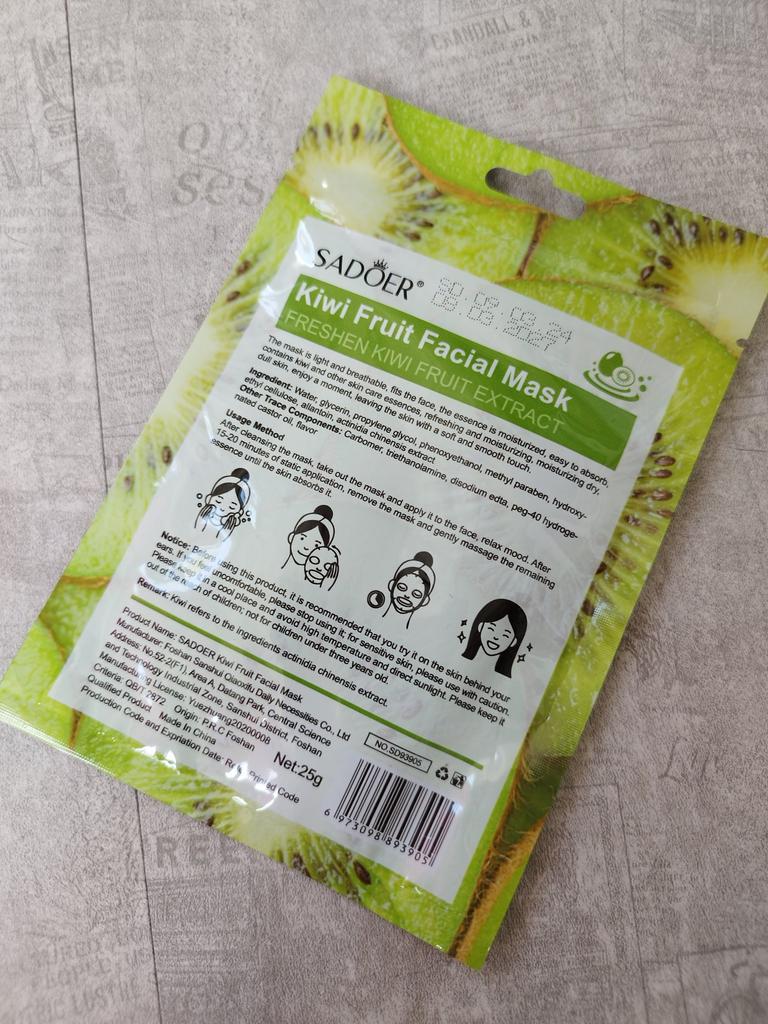 SADOER®
Kiwi Fruit Facial Mask
FRESHEN KIWI FRUIT EXTRACT
The mask is light and breathable, fits the face, the essence is moisturized, easy to absorb,
contains kiwi and other skin care essences, refreshing and moisturizing, moisturizing dry,
dull skin, enjoy a moment, leaving the skin with a soft and smooth touch.
Ingredient: Water, glycerin, propylene glycol, phenoxyethanol, methyl paraben, hydroxy-
ethyl cellulose, allantoin, actinidia chinensis extract.
Other Trace Components: Carbomer, triethanolamine, disodium edta, peg-40 hydroge-
nated castor oil, flavor
Usage Method
After cleansing the mask, take out the mask and apply it to the face, relax mood. After
15-20 minutes of static application, remove the mask and gently massage the remaining
essence until the skin absorbs it.
Notice: Before using this product, it is recommended that you try it on the skin behind your
ears. If you feel uncomfortable, please stop using it; for sensitive skin, please use with caution.
Please keep it in a cool place and avoid high temperature and direct sunlight. Please keep it
out of the reach of children; not for children under three years old.
Remark: Kiwi refers to the ingredients actinidia chinensis extract.
Product Name: SADOER Kiwi Fruit Facial Mask
Manufacturer: Foshan Sanshui Qiaoxifu Daily Necessities Co., Ltd
Address: No.52-2(F1), Area A, Datang Park, Central Science
and Technology Industrial Zone, Sanshui District, Foshan
Manufacturing License: Yuezhuang20200008
Criteria: QB/T 2872 Origin: P.R.C Foshan
Qualified Product Made In China
Production Code and Expriation Date: Printed Code
Net:25g
NO.SD93905
6 973098 893905